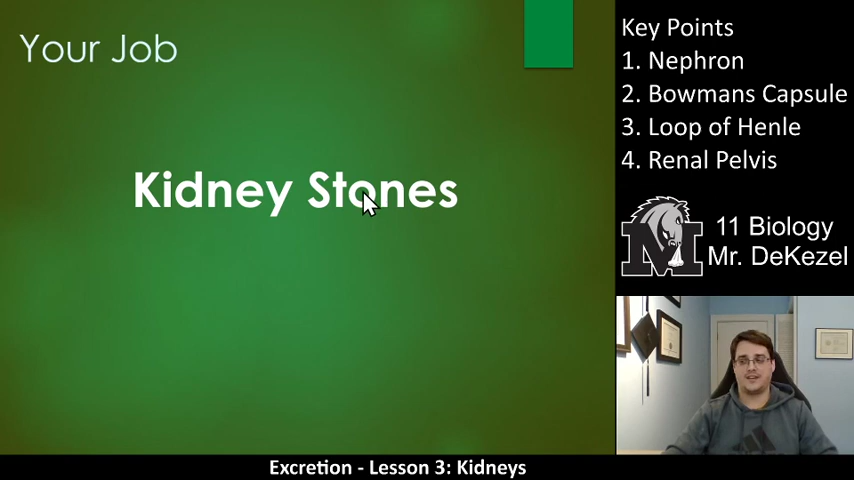 Your Job
Kidney Stones
Key Points
1. Nephron
2. Bowmans Capsule
3. Loop of Henle
4. Renal Pelvis
M
11 Biology
Mr. DeKezel
Excretion - Lesson 3: Kidneys